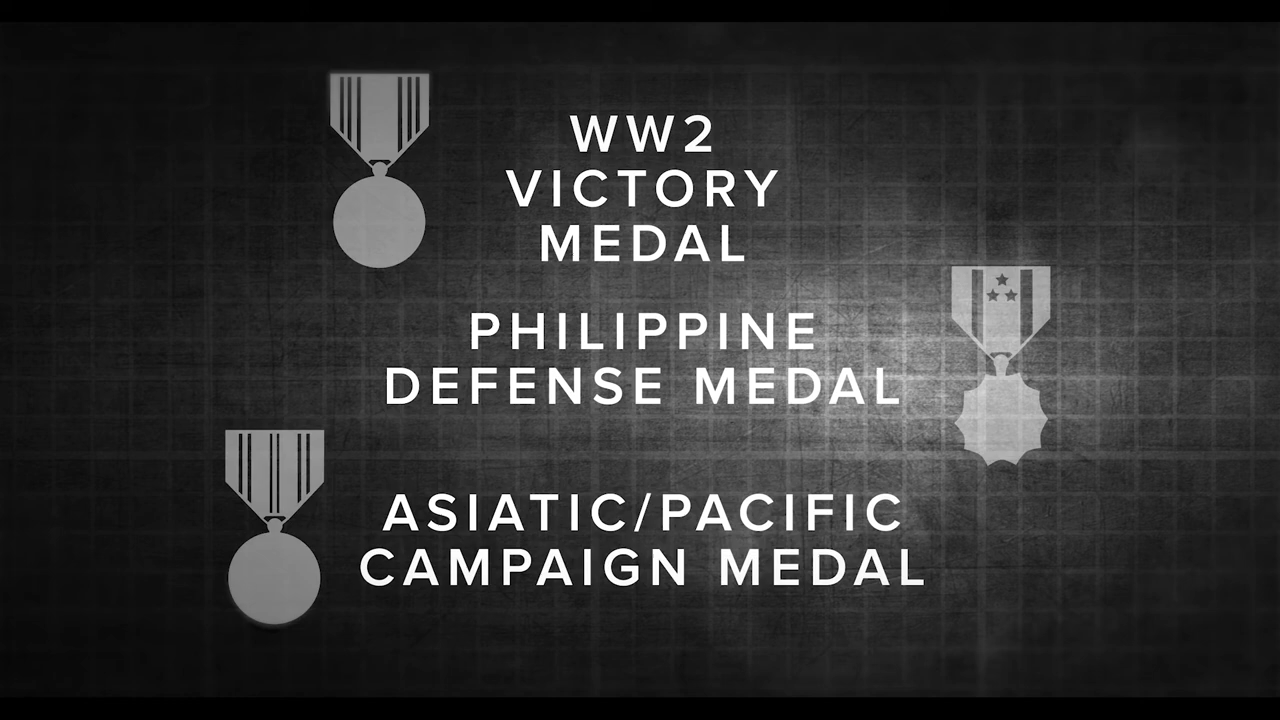 WW2
VICTORY
MEDAL
PHILIPPINE
DEFENSE MEDAL
ASIATIC/PACIFIC
CAMPAIGN MEDAL